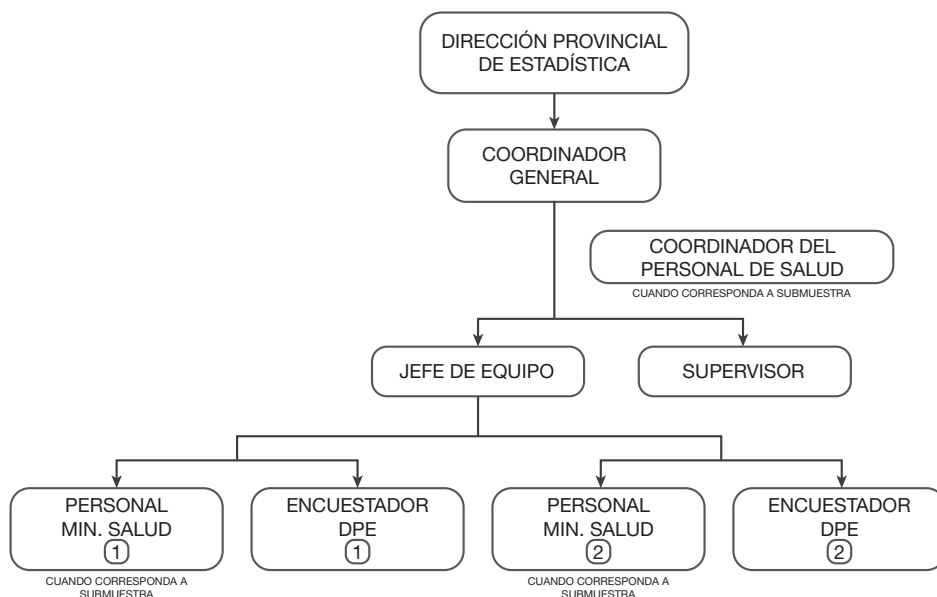 DIRECCIÓN PROVINCIAL
DE ESTADÍSTICA
COORDINADOR
GENERAL
COORDINADOR DEL
PERSONAL DE SALUD
CUANDO CORRESPONDA A SUBMUESTRA
JEFE DE EQUIPO
SUPERVISOR
PERSONAL
MIN. SALUD
1
CUANDO CORRESPONDA A
SUBMUESTRA
ENCUESTADOR
DPE
1
PERSONAL
MIN. SALUD
2
CUANDO CORRESPONDA A
SUBMUESTRA
ENCUESTADOR
DPE
2